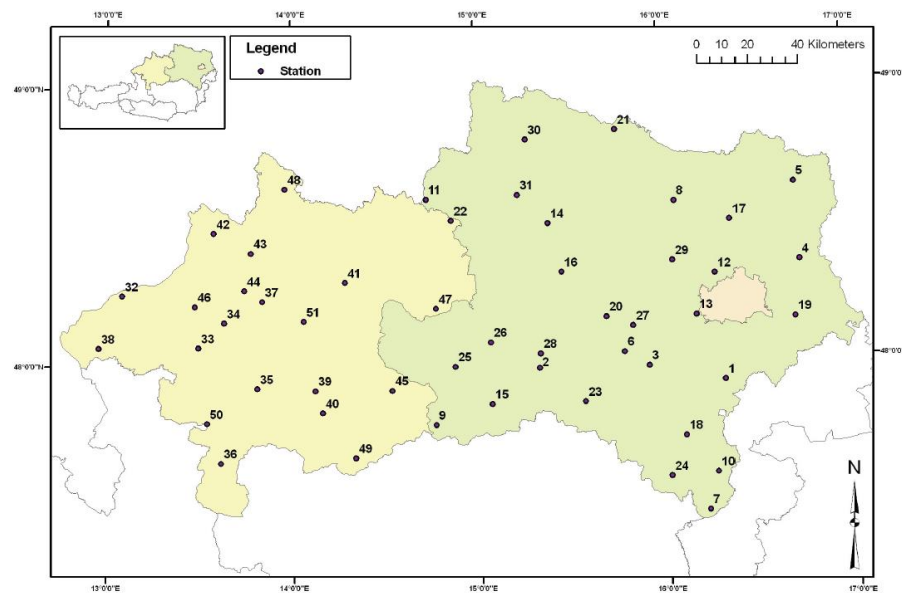 13°0'0"E 14°0'0"E 15°0'0"E 16°0'0"E 17°0'0"E
Legend
Station
0 10 20 40 Kilometers
49°0'0"N 49°0'0"N
21
30
5
48
31
11 8
22 14 17
42
43
29 4
16 12
41
44
32 37
46 47 13 19
20
51 27
34
26
38 33 28 6
48°0'0"N 48°0'0"N
25 2 3
1
35 39 45
15 23
40
50 9
18
49
36 10
24
N
7
13°0'0"E 14°0'0"E 15°0'0"E 16°0'0"E 17°0'0"E